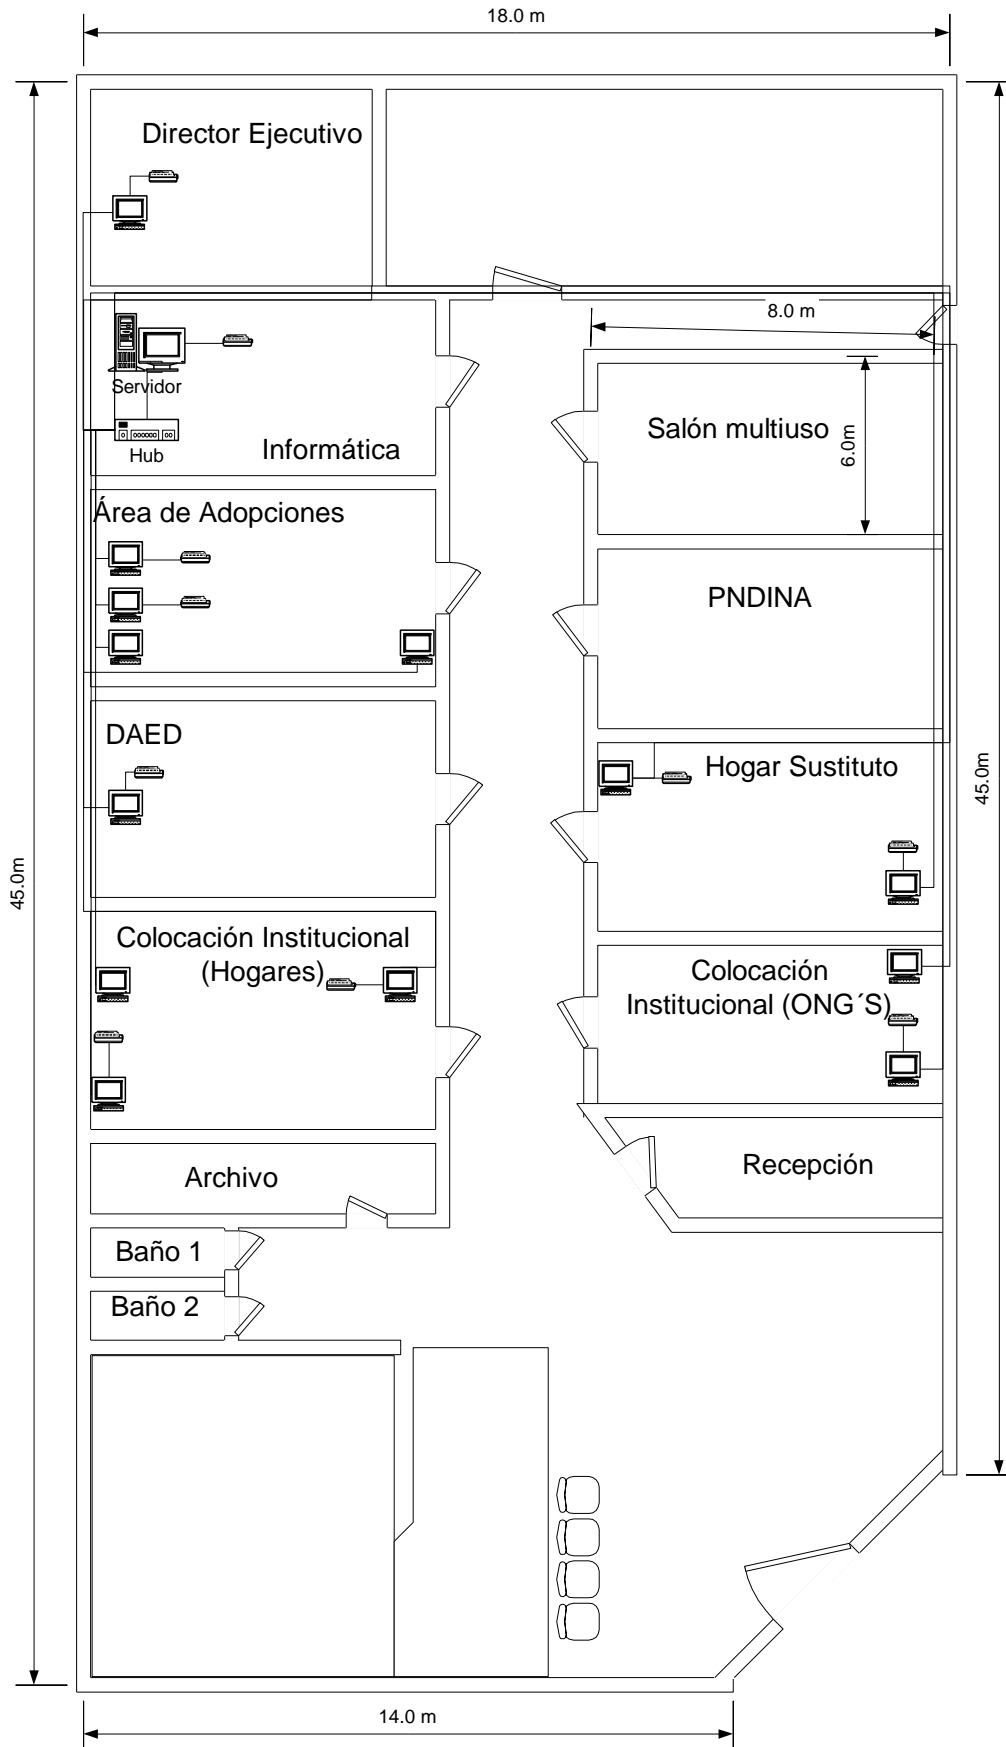 18.0 m
Director Ejecutivo
8.0 m
Servidor
Hub
Informática
Salón multiuso
6.0m
Área de Adopciones
PNDINA
DAED
Hogar Sustituto
45.0m
45.0m
Colocación Institucional
(Hogares)
Colocación
Institucional (ONG´S)
Archivo
Recepción
Baño 1
Baño 2
14.0 m